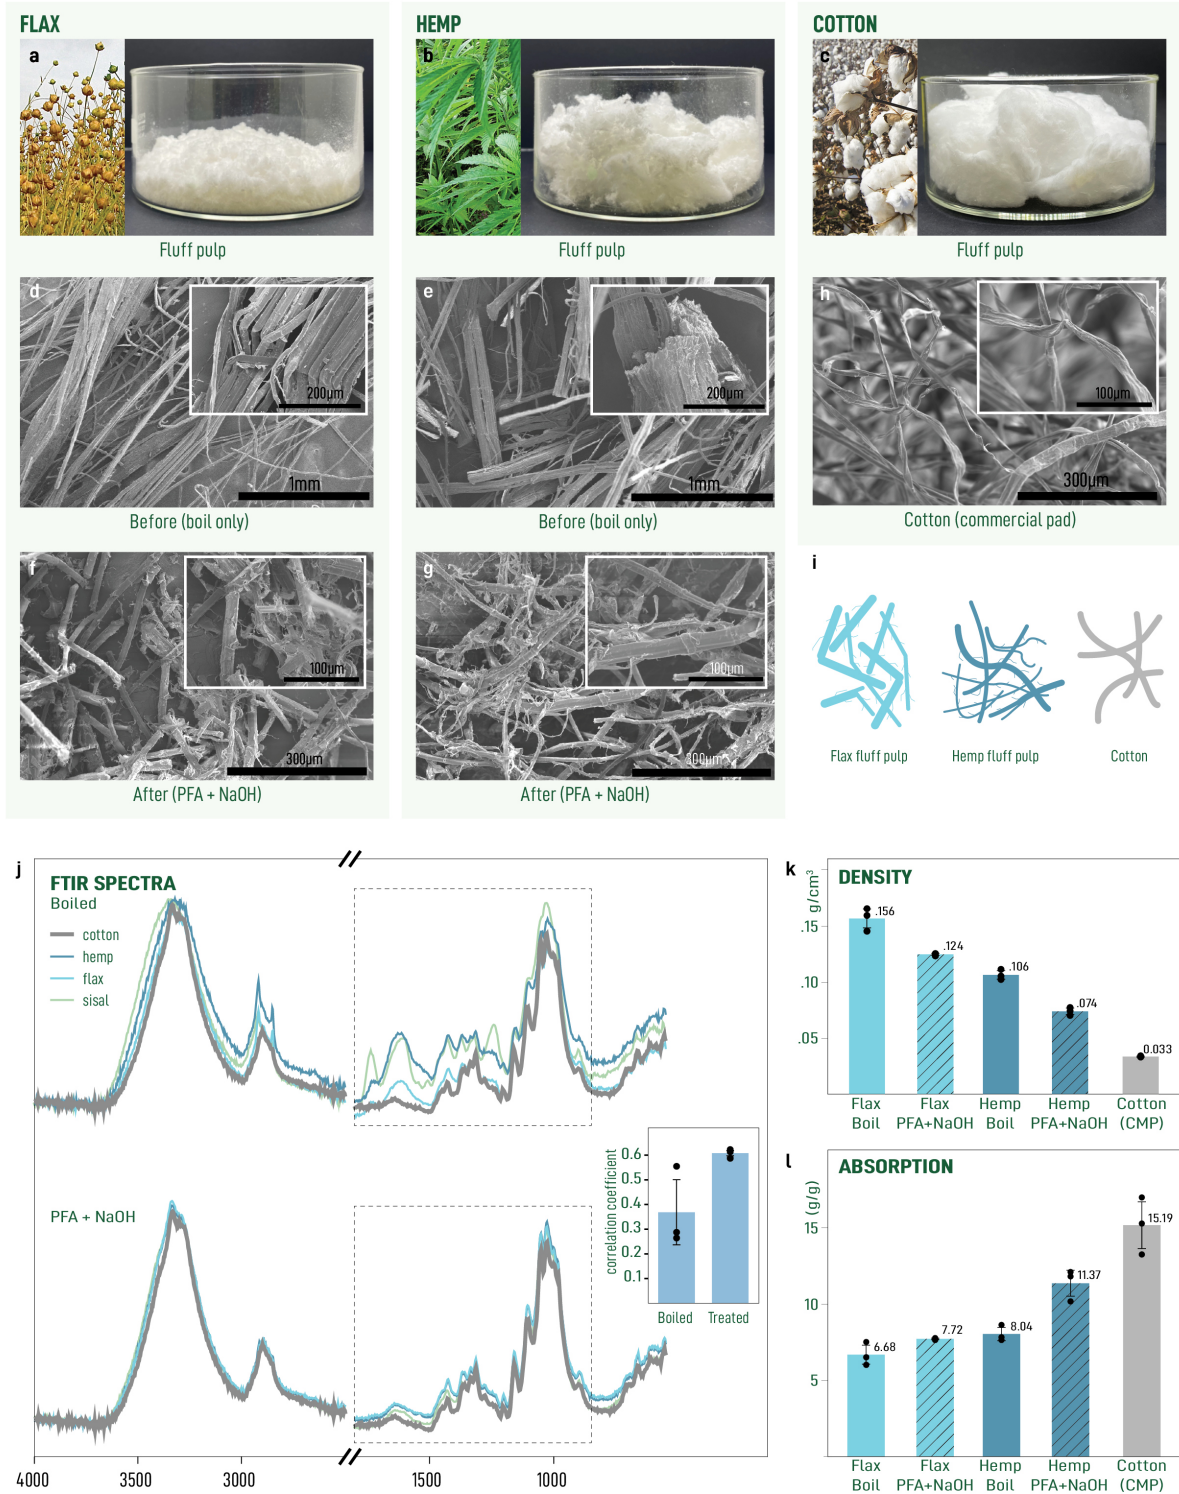 FLAX
HEMP
COTTON
a
b
c
Fluff pulp
Fluff pulp
Fluff pulp
d
200µm
1mm
e
200µm
1mm
h
100µm
300µm
Before (boil only)
Before (boil only)
Cotton (commercial pad)
f
100µm
300µm
g
100µm
300µm
i
Flax fluff pulp
Hemp fluff pulp
Cotton
After (PFA + NaOH)
After (PFA + NaOH)
j
FTIR SPECTRA
Boiled
cotton
hemp
flax
sisal
PFA + NaOH
correlation coefficient
0.6
0.5
0.4
0.3
0.2
0.1
Boiled
Treated
4000
3500
3000
1500
1000
k
DENSITY
g/cm³
.15
.10
.05
.156
.124
.106
.074
0.033
Flax Boil
Flax PFA+NaOH
Hemp Boil
Hemp PFA+NaOH
Cotton (CMP)
l
ABSORPTION
(g/g)
15
10
5
6.68
7.72
8.04
11.37
15.19
Flax Boil
Flax PFA+NaOH
Hemp Boil
Hemp PFA+NaOH
Cotton (CMP)